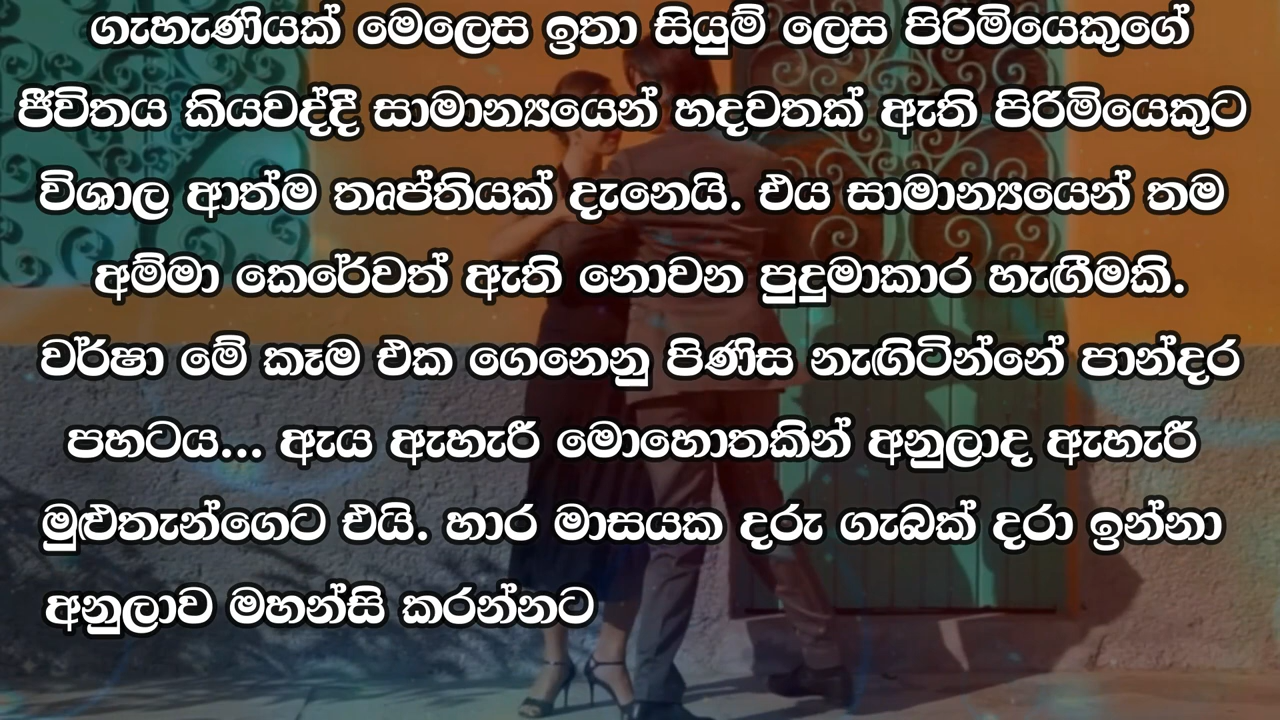 ගැහැණියක් මෙලෙස ඉතා සියුම් ලෙස පිරිමියෙකුගේ
ජීවිතය කියවද්දී සාමාන්‍යයෙන් හදවතක් ඇති පිරිමියෙකුට
විශාල ආත්ම තෘප්තියක් දැනෙයි. එය සාමාන්‍යයෙන් තම
අම්මා කෙරේවත් ඇති නොවන පුදුමාකාර හැඟීමකි.
වර්ෂා මේ කෑම එක ගෙනෙනු පිණිස නැඟිටින්නේ පාන්දර
පහටය... ඇය ඇහැරී මොහොතකින් අනුලාද ඇහැරී
මුළුතැන්ගෙට එයි. හාර මාසයක දරු ගැබක් දරා ඉන්නා
අනුලාව මහන්සි කරන්නට